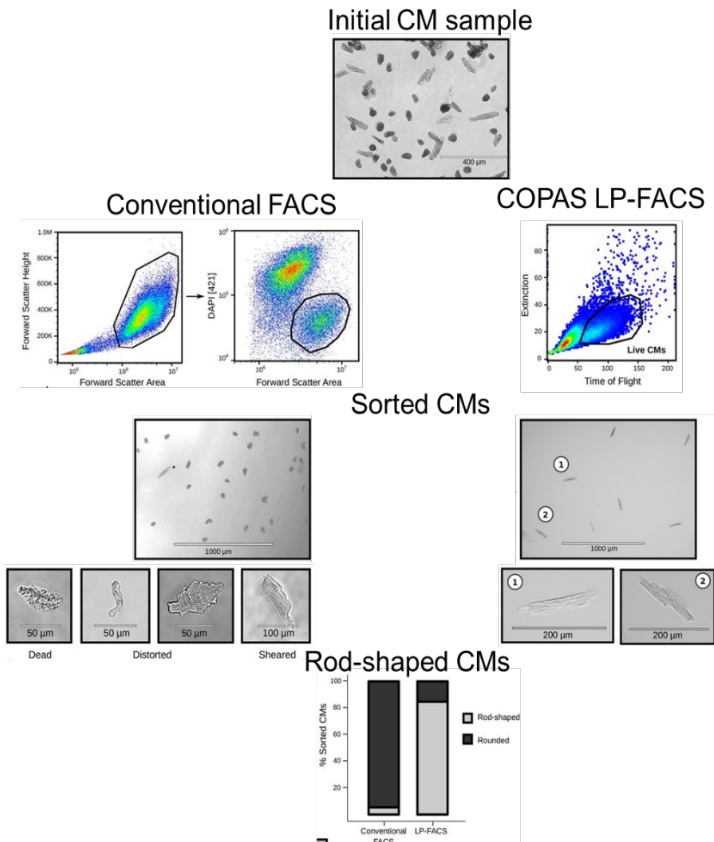 Initial CM sample
400 µm
Conventional FACS
COPAS LP-FACS
Forward Scatter Height
1.0M
800K
600K
400K
200K
0
10⁵
10⁶
10⁷
Forward Scatter Area
DAPI [421]
10⁶
10⁵
10⁴
10⁶
10⁷
Forward Scatter Area
Extinction
80
60
40
20
0
0
50
100
150
200
Live CMs
Time of Flight
Sorted CMs
1000 µm
1
2
1000 µm
50 µm
50 µm
50 µm
100 µm
Dead
Distorted
Sheared
1
200 µm
2
200 µm
Rod-shaped CMs
% Sorted CMs
100
80
60
40
20
Rod-shaped
Rounded
Conventional
FACS
LP-FACS